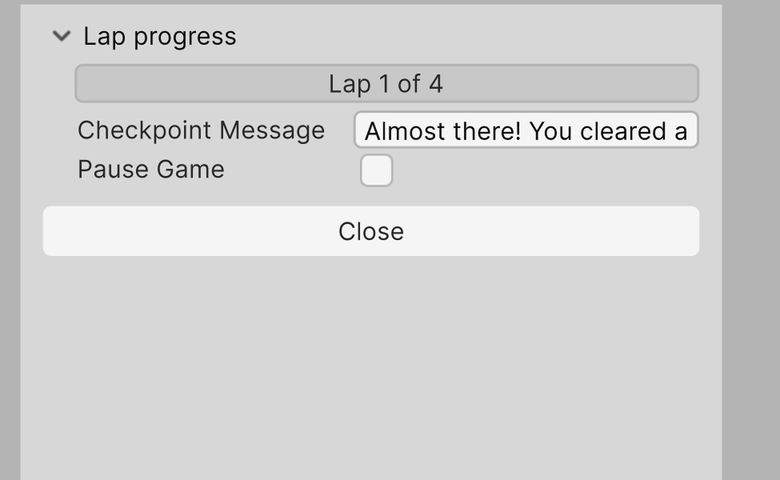 Lap progress
Lap 1 of 4
Checkpoint Message Almost there! You cleared a
Pause Game
Close